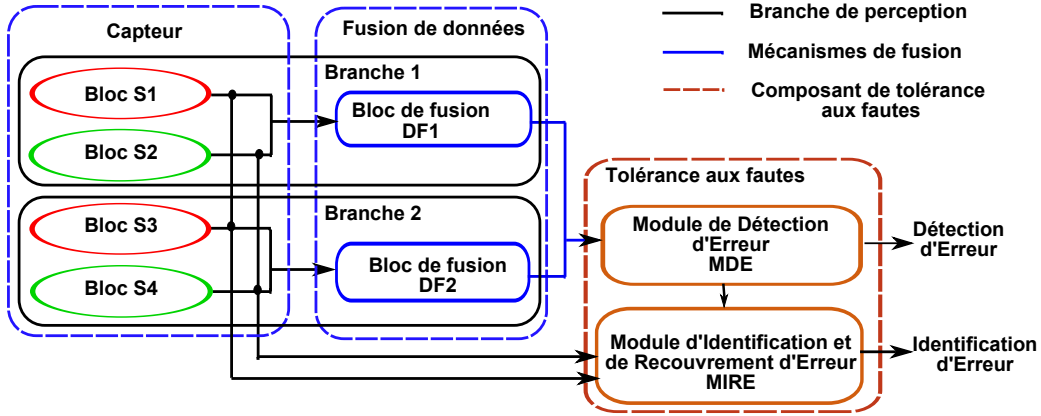 Capteur
Fusion de données
Branche de perception
Mécanismes de fusion
Composant de tolérance
aux fautes
Branche 1
Bloc S1
Bloc S2
Bloc de fusion
DF1
Branche 2
Bloc S3
Bloc S4
Bloc de fusion
DF2
Tolérance aux fautes
Module de Détection
d'Erreur
MDE
Détection
d'Erreur
Module d'Identification et
de Recouvrement d'Erreur
MIRE
Identification
d'Erreur